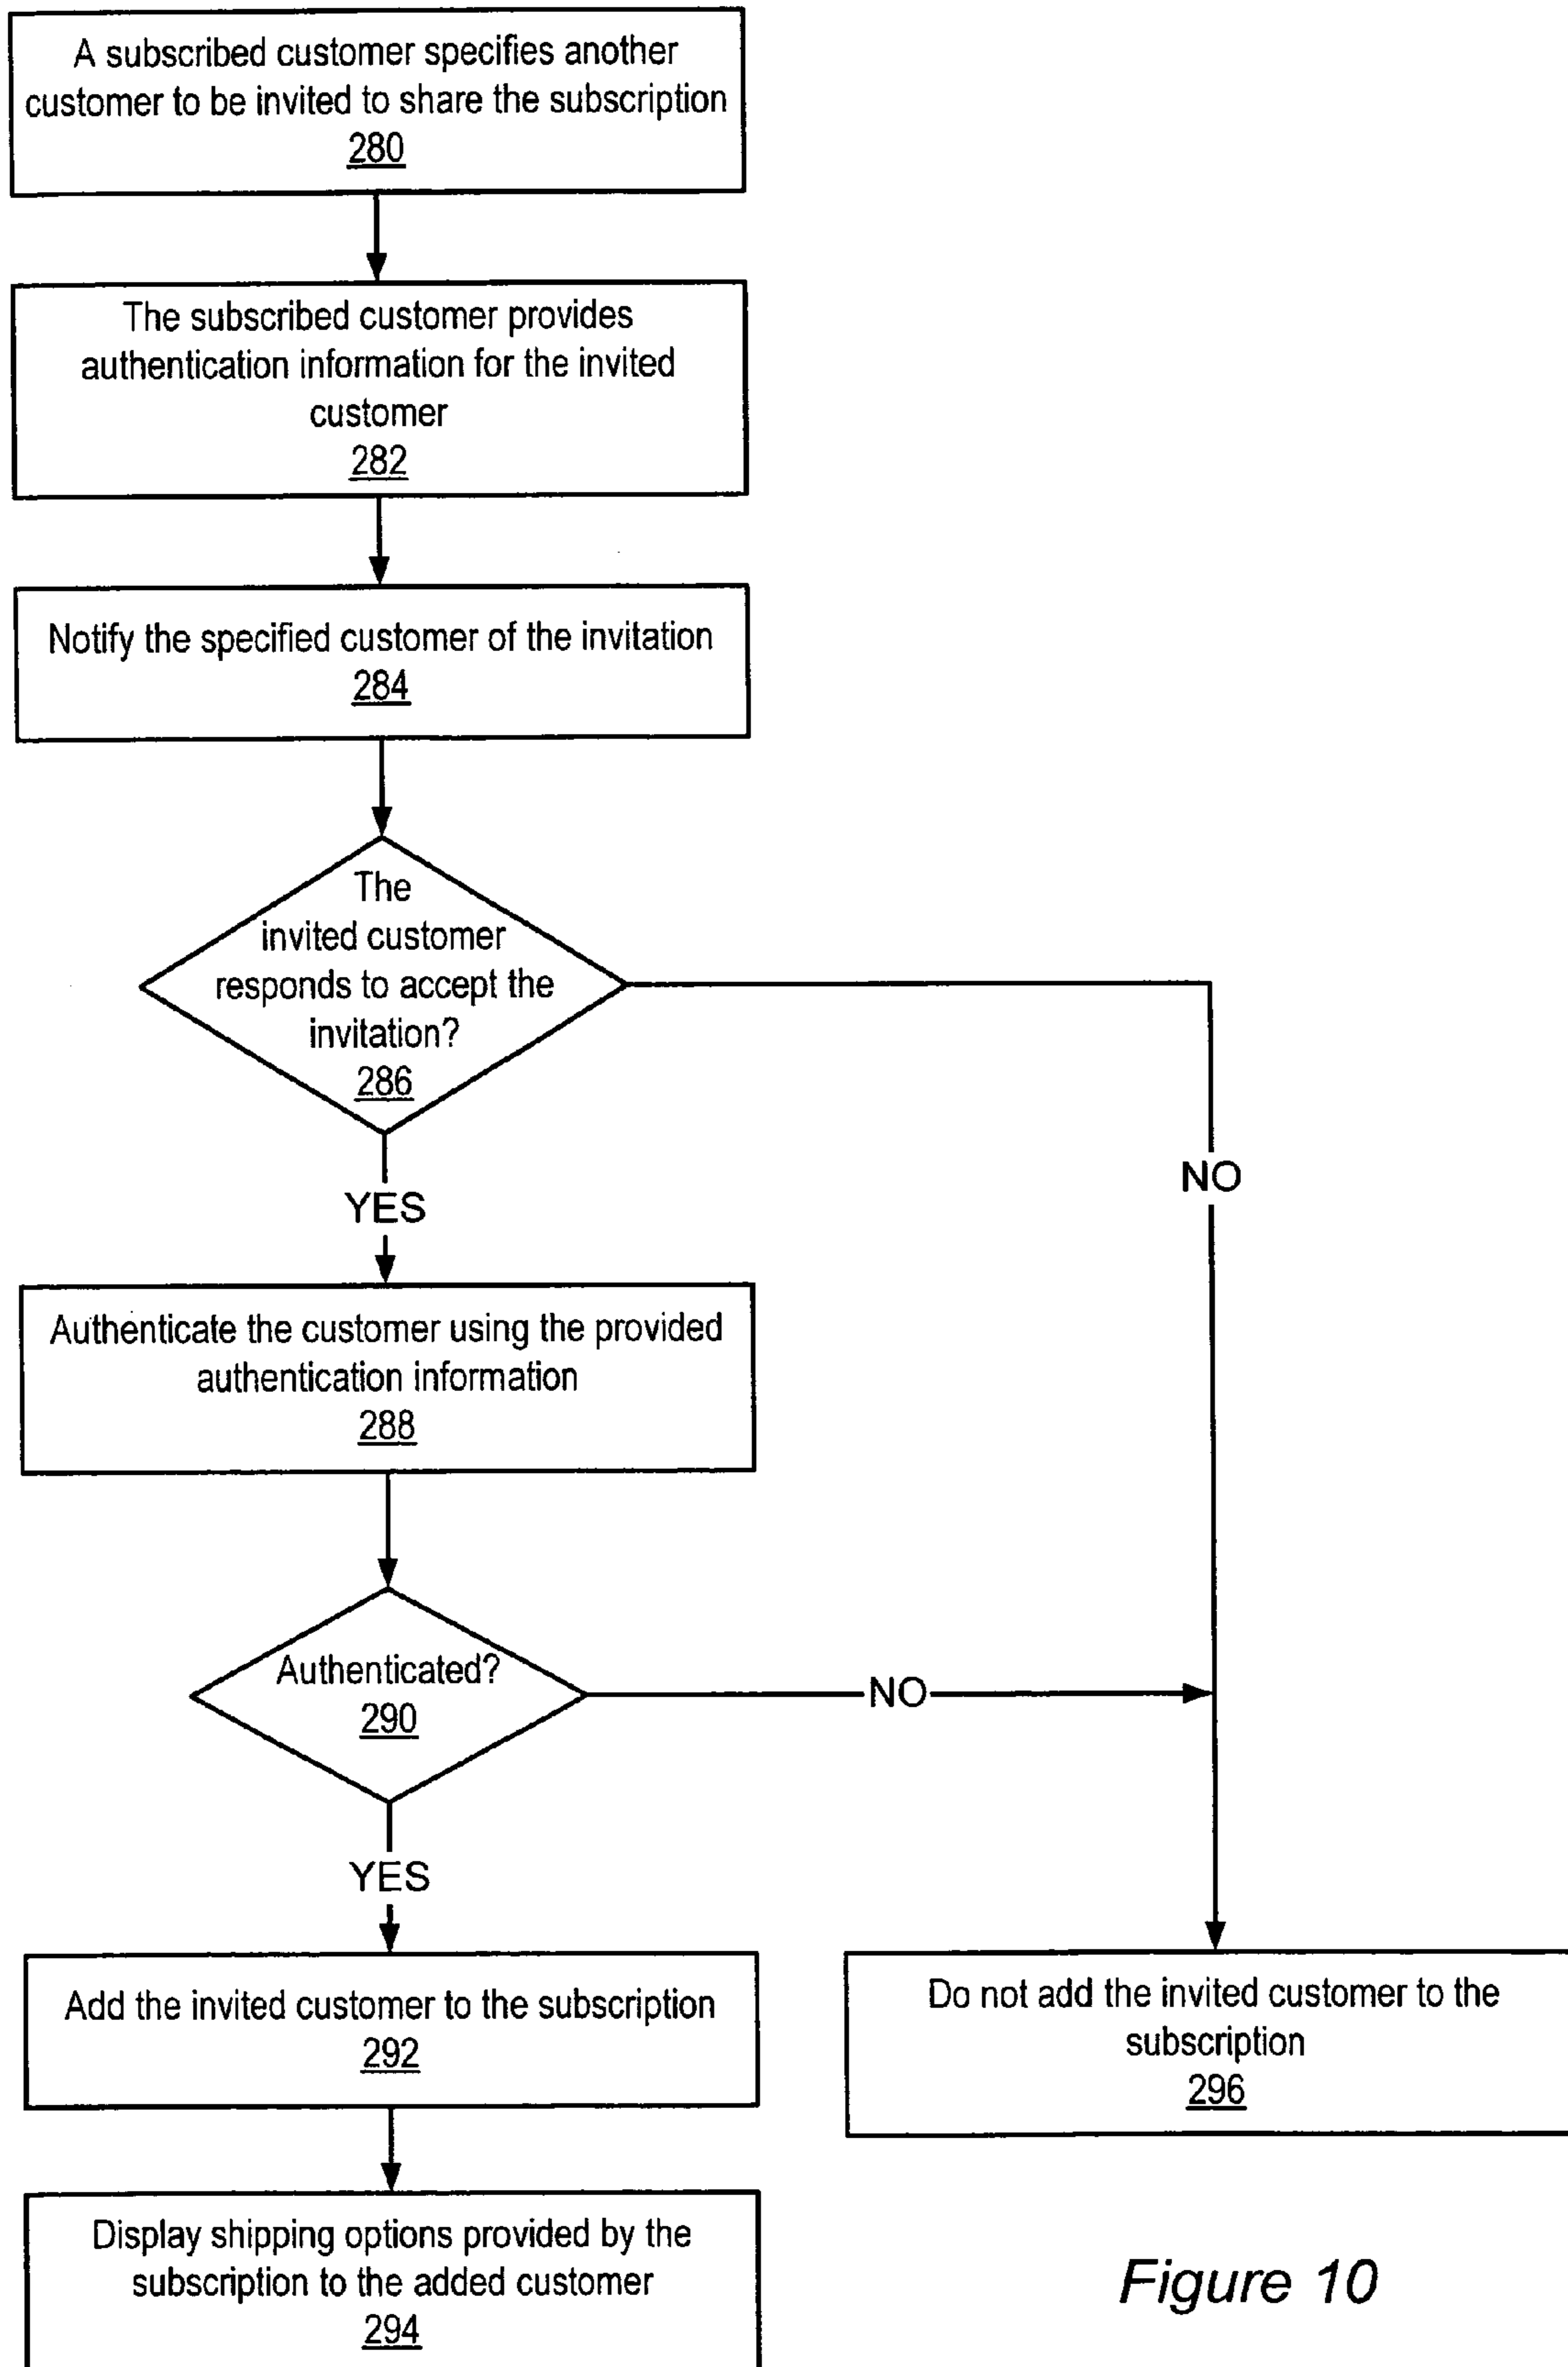 A subscribed customer specifies another
customer to be invited to share the subscription
280
The subscribed customer provides
authentication information for the invited
customer
282
Notify the specified customer of the invitation
284
The
invited customer
responds to accept the
invitation?
286
NO
YES
Authenticate the customer using the provided
authentication information
288
Authenticated?
290
NO
YES
Add the invited customer to the subscription
292
Do not add the invited customer to the
subscription
296
Display shipping options provided by the
subscription to the added customer
294
Figure 10